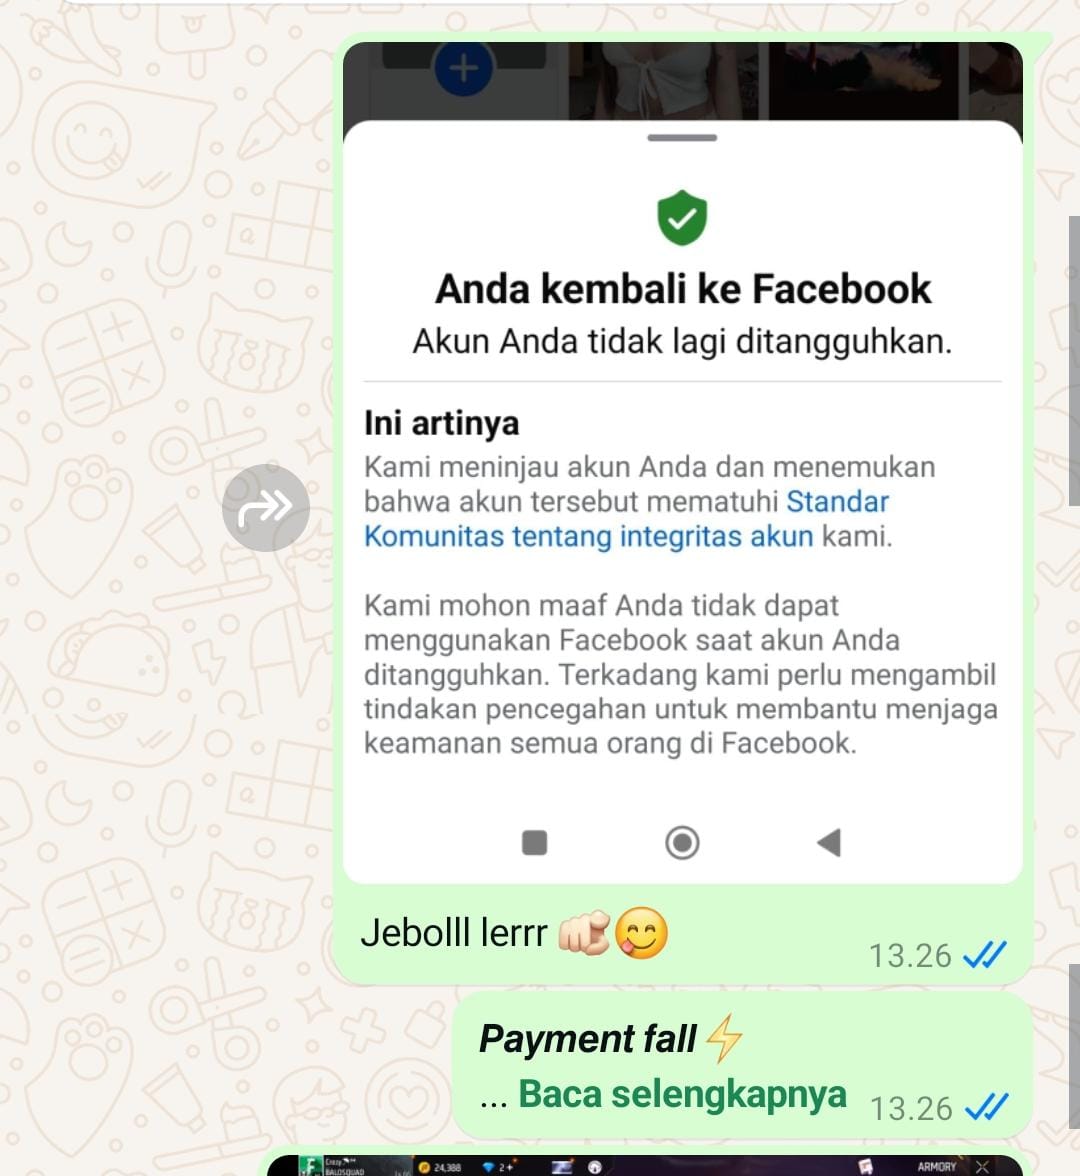 Anda kembali ke Facebook
Akun Anda tidak lagi ditangguhkan.
Ini artinya
Kami meninjau akun Anda dan menemukan
bahwa akun tersebut mematuhi Standar
Komunitas tentang integritas akun kami.
Kami mohon maaf Anda tidak dapat
menggunakan Facebook saat akun Anda
ditangguhkan. Terkadang kami perlu mengambil
tindakan pencegahan untuk membantu menjaga
keamanan semua orang di Facebook.
Jebolll lerrr 🫵🏻😋
13.26
Payment fall⚡
... Baca selengkapnya 13.26
24,388 2+ ARMORY
BALOSQUAD